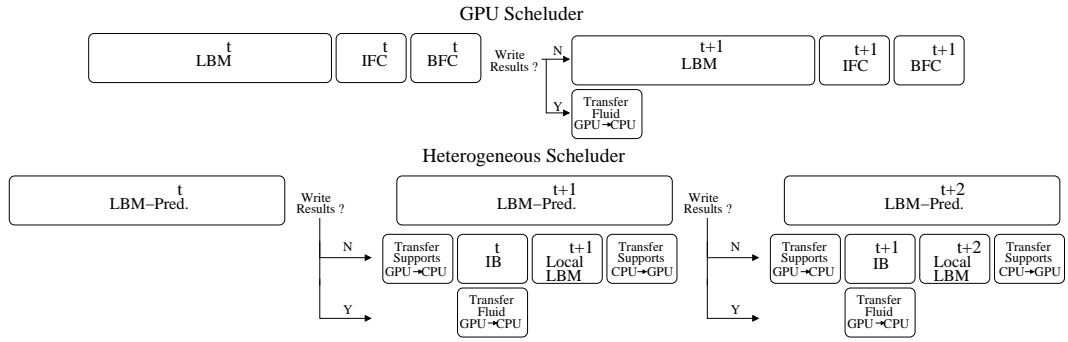 GPU Scheluder
t
LBM
t
IFC
t
BFC
Write
Results ?
N
t+1
LBM
t+1
IFC
t+1
BFC
Y
Transfer
Fluid
GPU→CPU
Heterogeneous Scheluder
t
LBM−Pred.
Write
Results ?
t+1
LBM−Pred.
Write
Results ?
t+2
LBM−Pred.
N
Transfer
Supports
GPU→CPU
t
IB
t+1
Local
LBM
Transfer
Supports
CPU→GPU
N
Transfer
Supports
GPU→CPU
t+1
IB
t+2
Local
LBM
Transfer
Supports
CPU→GPU
Y
Transfer
Fluid
GPU→CPU
Y
Transfer
Fluid
GPU→CPU